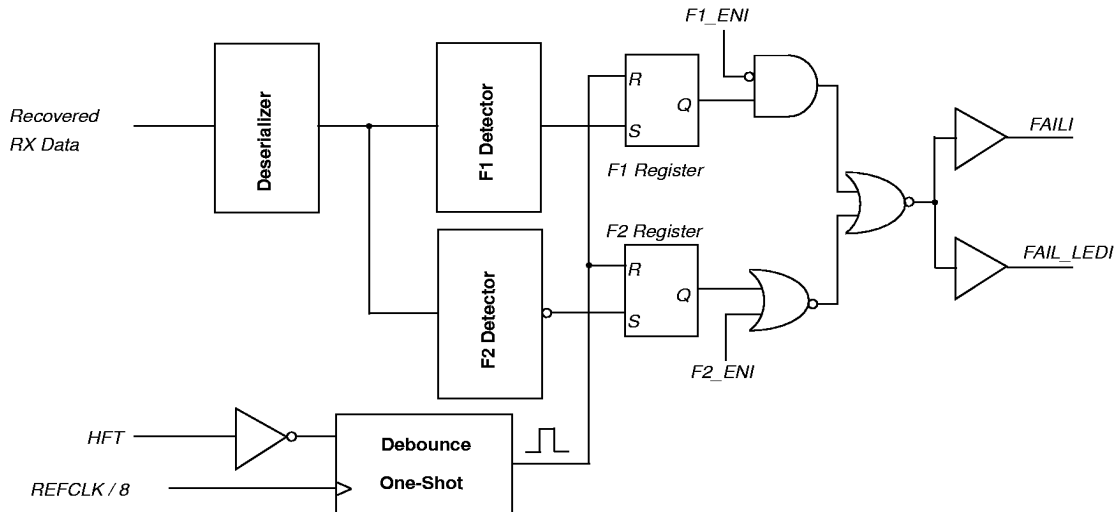 F1_ENI
Recovered
RX Data
Deserializer
F1 Detector
R
Q
S
F1 Register
FAILI
F2 Register
F2 Detector
R
Q
S
F2_ENI
FAIL_LEDI
HFT
REFCLK / 8
Debounce
One-Shot